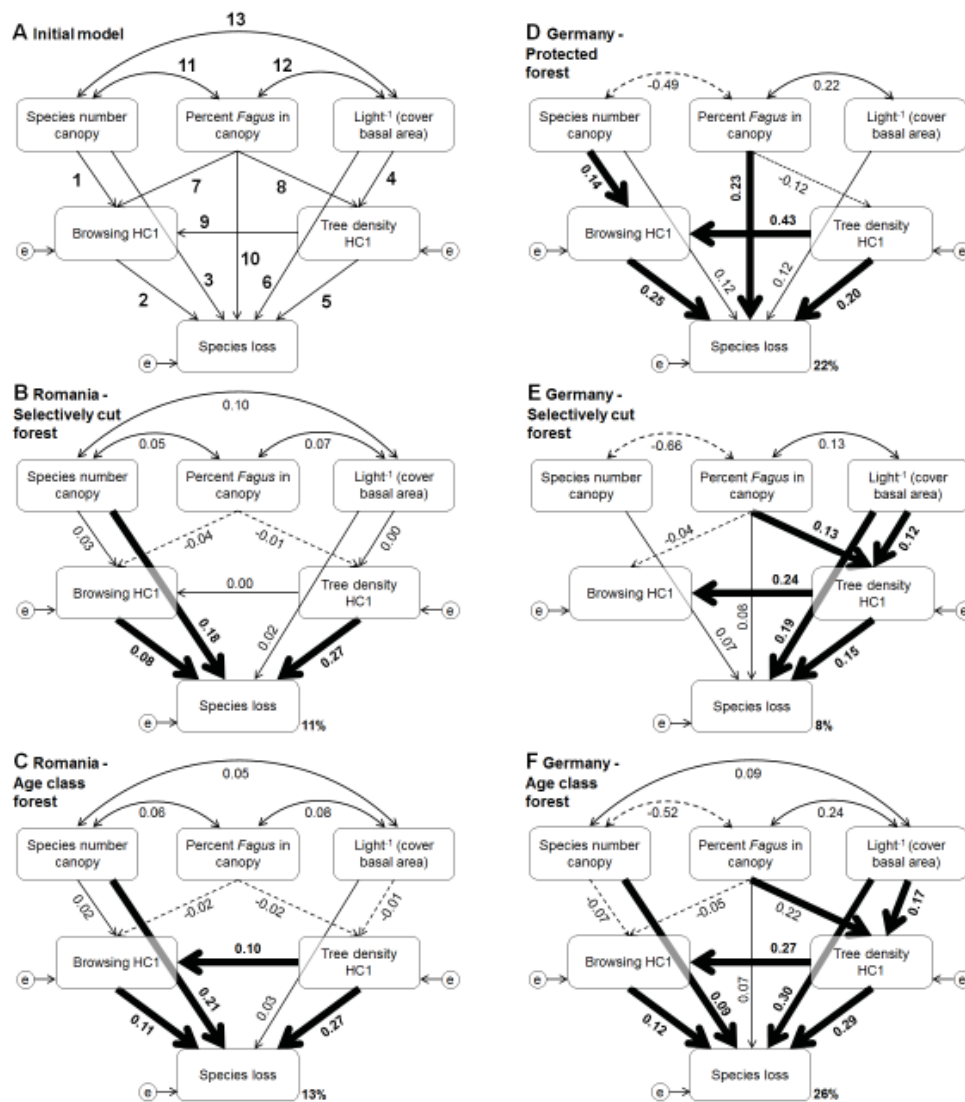 A Initial model
13
11
12
Species number
canopy
Percent Fagus in
canopy
Light⁻¹ (cover
basal area)
1
7
8
4
Browsing HC1
9
Tree density
HC1
e
e
2
3
10
6
5
Species loss
e
B Romania -
Selectively cut
forest
0.10
0.05
0.07
Species number
canopy
Percent Fagus in
canopy
Light⁻¹ (cover
basal area)
0.03
-0.04
-0.01
0.00
Browsing HC1
0.00
Tree density
HC1
e
e
0.08
0.18
0.02
0.27
Species loss
e
11%
C Romania -
Age class
forest
0.05
0.06
0.08
Species number
canopy
Percent Fagus in
canopy
Light⁻¹ (cover
basal area)
0.02
-0.02
-0.02
-0.01
Browsing HC1
0.10
Tree density
HC1
e
e
0.11
0.21
0.03
0.27
Species loss
e
13%
D Germany -
Protected
forest
-0.49
0.22
Species number
canopy
Percent Fagus in
canopy
Light⁻¹ (cover
basal area)
0.14
0.23
-0.12
Browsing HC1
0.43
Tree density
HC1
e
e
0.25
0.12
0.12
0.20
Species loss
e
22%
E Germany -
Selectively cut
forest
-0.66
0.13
Species number
canopy
Percent Fagus in
canopy
Light⁻¹ (cover
basal area)
-0.04
0.13
0.12
Browsing HC1
0.24
Tree density
HC1
e
e
0.07
0.08
0.19
0.15
Species loss
e
8%
F Germany -
Age class
forest
0.09
-0.52
0.24
Species number
canopy
Percent Fagus in
canopy
Light⁻¹ (cover
basal area)
-0.07
-0.05
0.22
0.17
Browsing HC1
0.27
Tree density
HC1
e
e
0.12
0.09
0.07
0.30
0.29
Species loss
e
26%